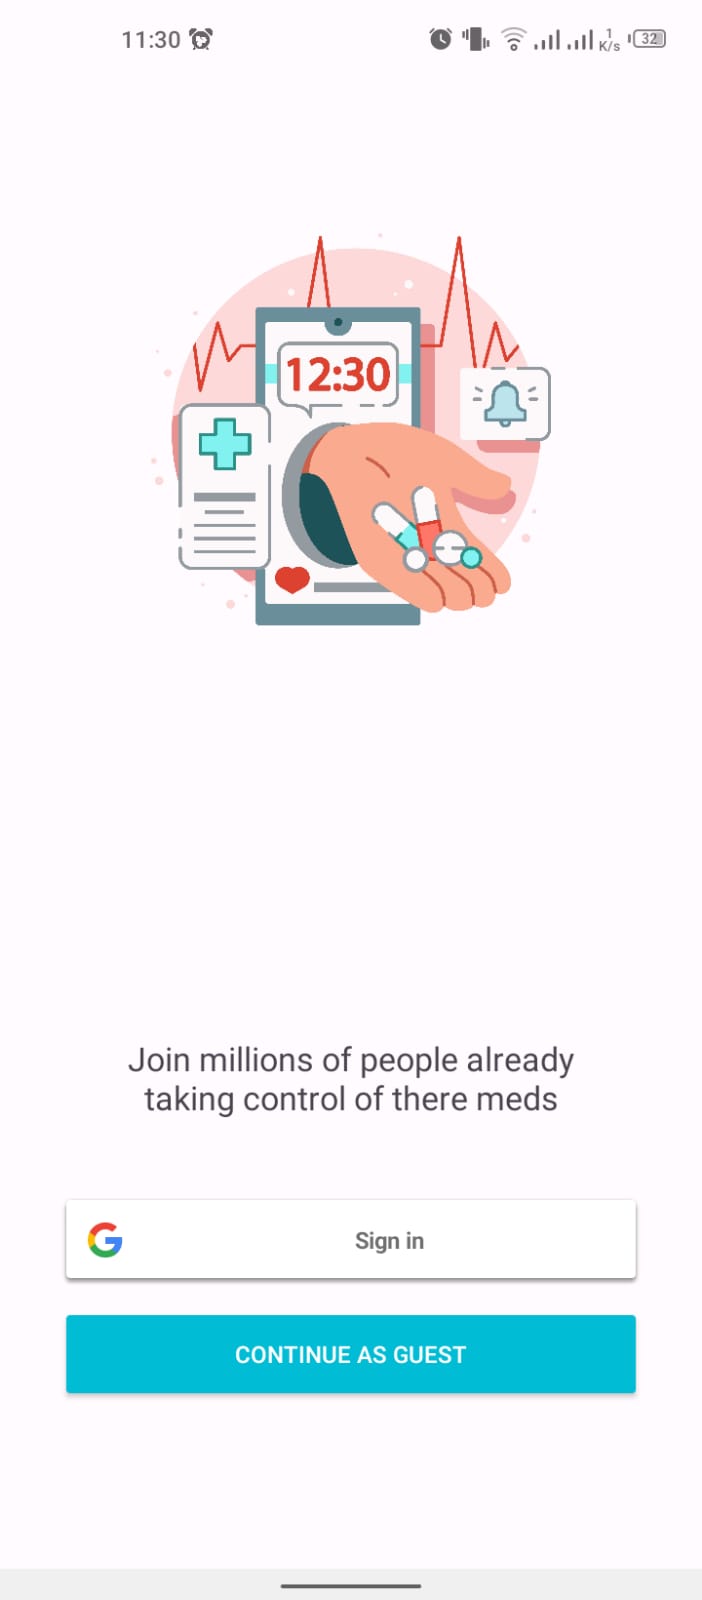 11:30
1
K/s
32
12:30
Join millions of people already
taking control of there meds
Sign in
CONTINUE AS GUEST